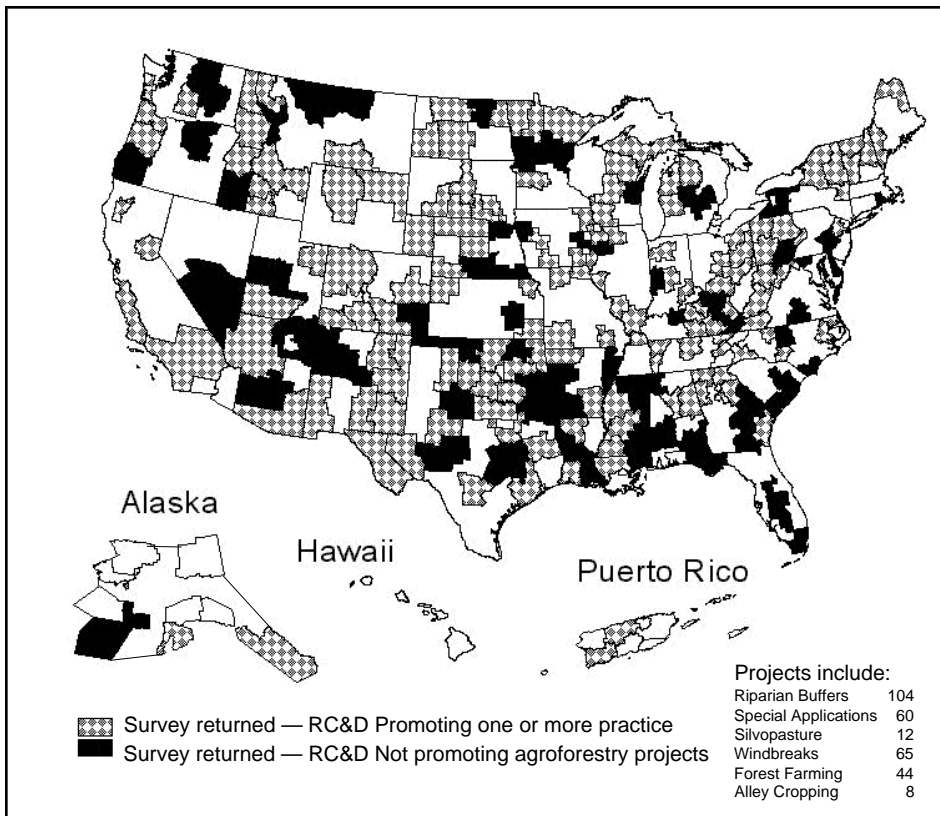 Alaska
Hawaii
Puerto Rico
Projects include:
Riparian Buffers 104
Special Applications 60
Silvopasture 12
Windbreaks 65
Forest Farming 44
Alley Cropping 8
Survey returned — RC&D Promoting one or more practice
Survey returned — RC&D Not promoting agroforestry projects